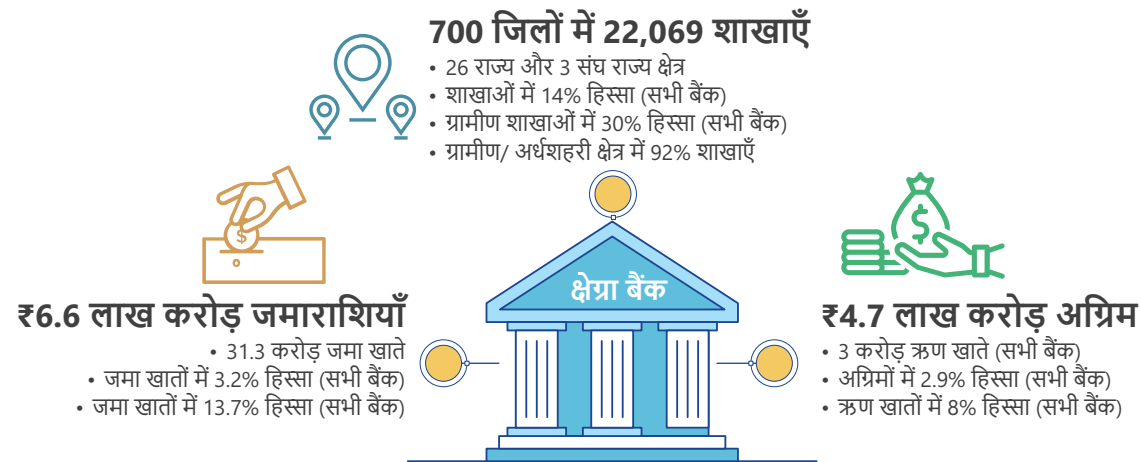 700 जिलों में 22,069 शाखाएँ
• 26 राज्य और 3 संघ राज्य क्षेत्र
• शाखाओं में 14% हिस्सा (सभी बैंक)
• ग्रामीण शाखाओं में 30% हिस्सा (सभी बैंक)
• ग्रामीण/ अर्धशहरी क्षेत्र में 92% शाखाएँ
$
₹6.6 लाख करोड़ जमाराशियाँ
• 31.3 करोड़ जमा खाते
• जमा खातों में 3.2% हिस्सा (सभी बैंक)
• जमा खातों में 13.7% हिस्सा (सभी बैंक)
क्षेग्रा बैंक
$
₹4.7 लाख करोड़ अग्रिम
• 3 करोड़ ऋण खाते (सभी बैंक)
• अग्रिमों में 2.9% हिस्सा (सभी बैंक)
• ऋण खातों में 8% हिस्सा (सभी बैंक)